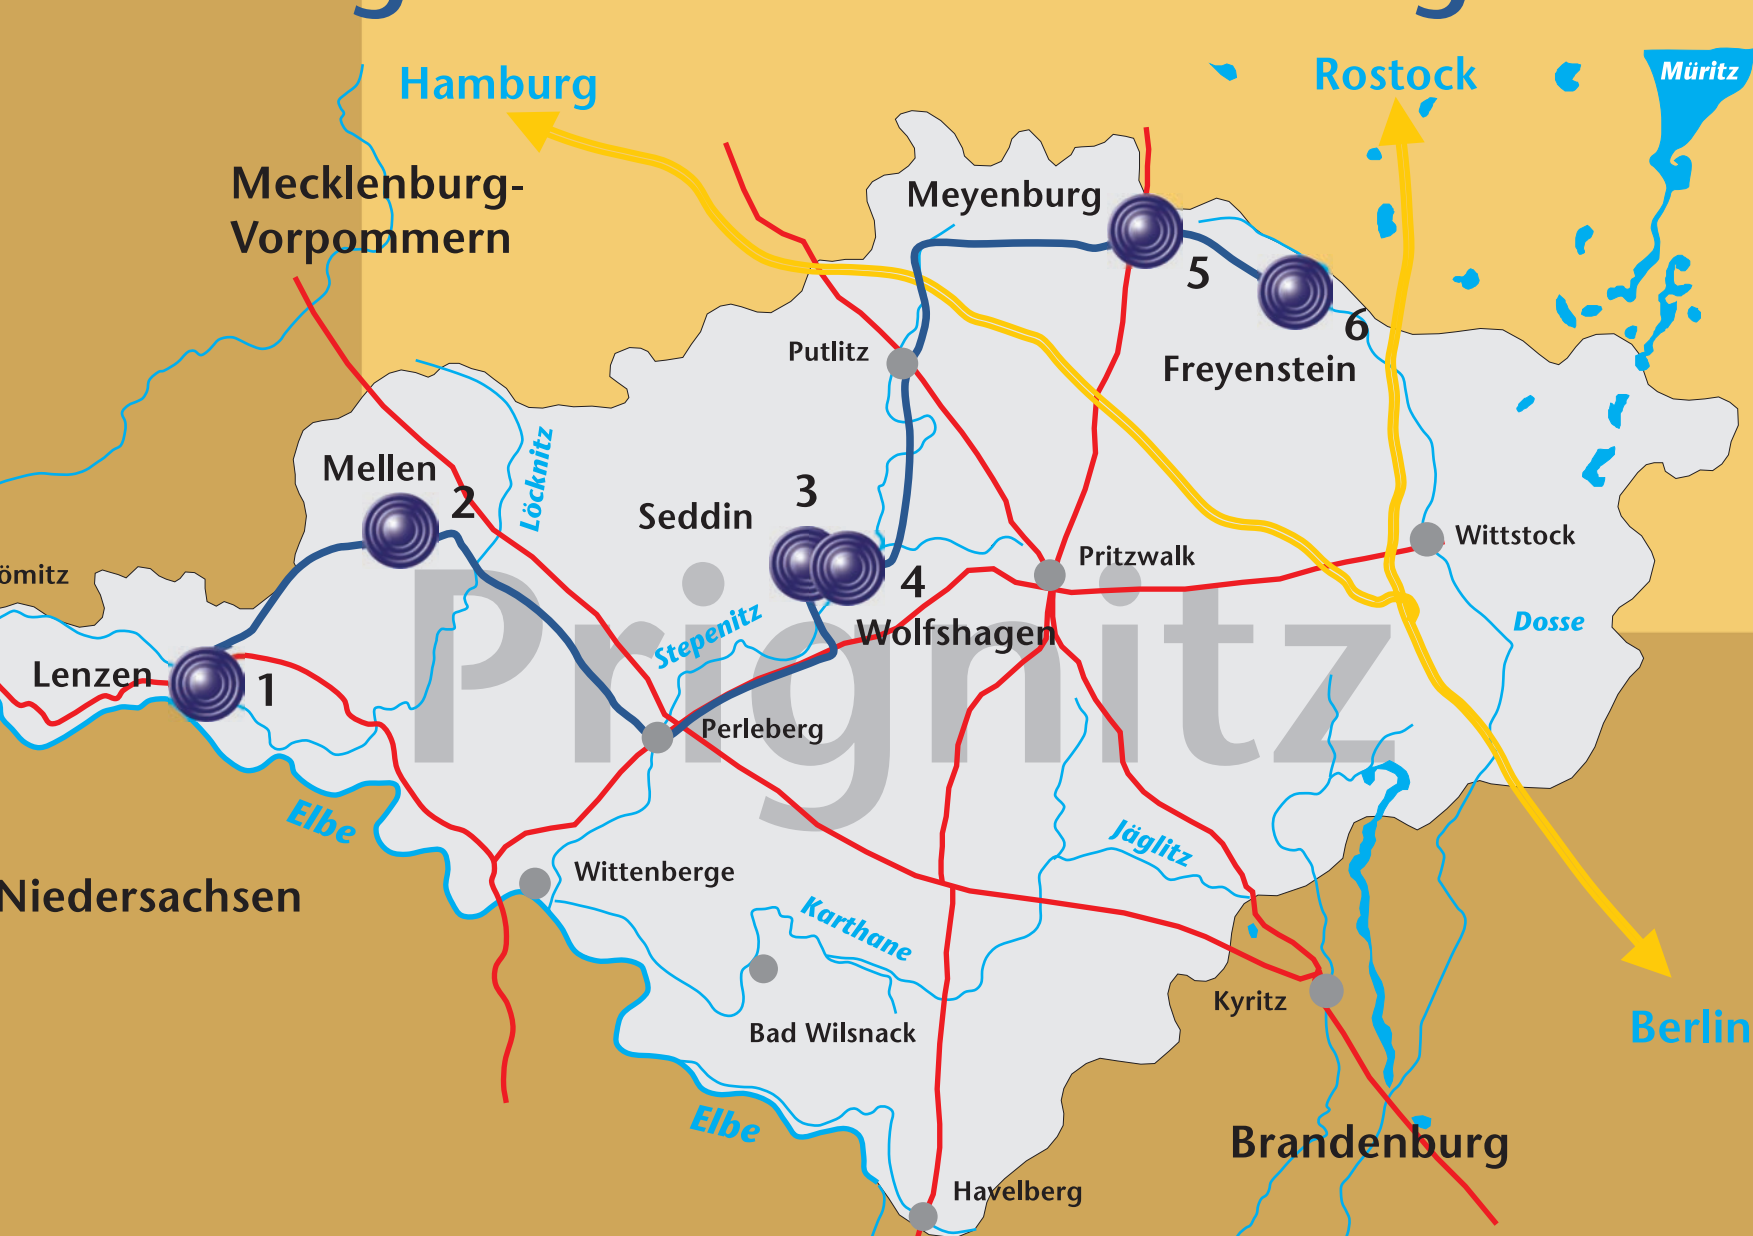 Hamburg
Rostock
Müritz
Mecklenburg-
Vorpommern
Meyenburg
5
6
Putlitz
Freyenstein
Mellen
2
Löcknitz
3
Seddin
Wittstock
Pritzwalk
ömitz
4
Prignitz
Stepenitz
Wolfshagen
Dosse
Lenzen
1
Perleberg
Elbe
Jäglitz
Wittenberge
Niedersachsen
Karthane
Kyritz
Bad Wilsnack
Berlin
Elbe
Brandenburg
Havelberg